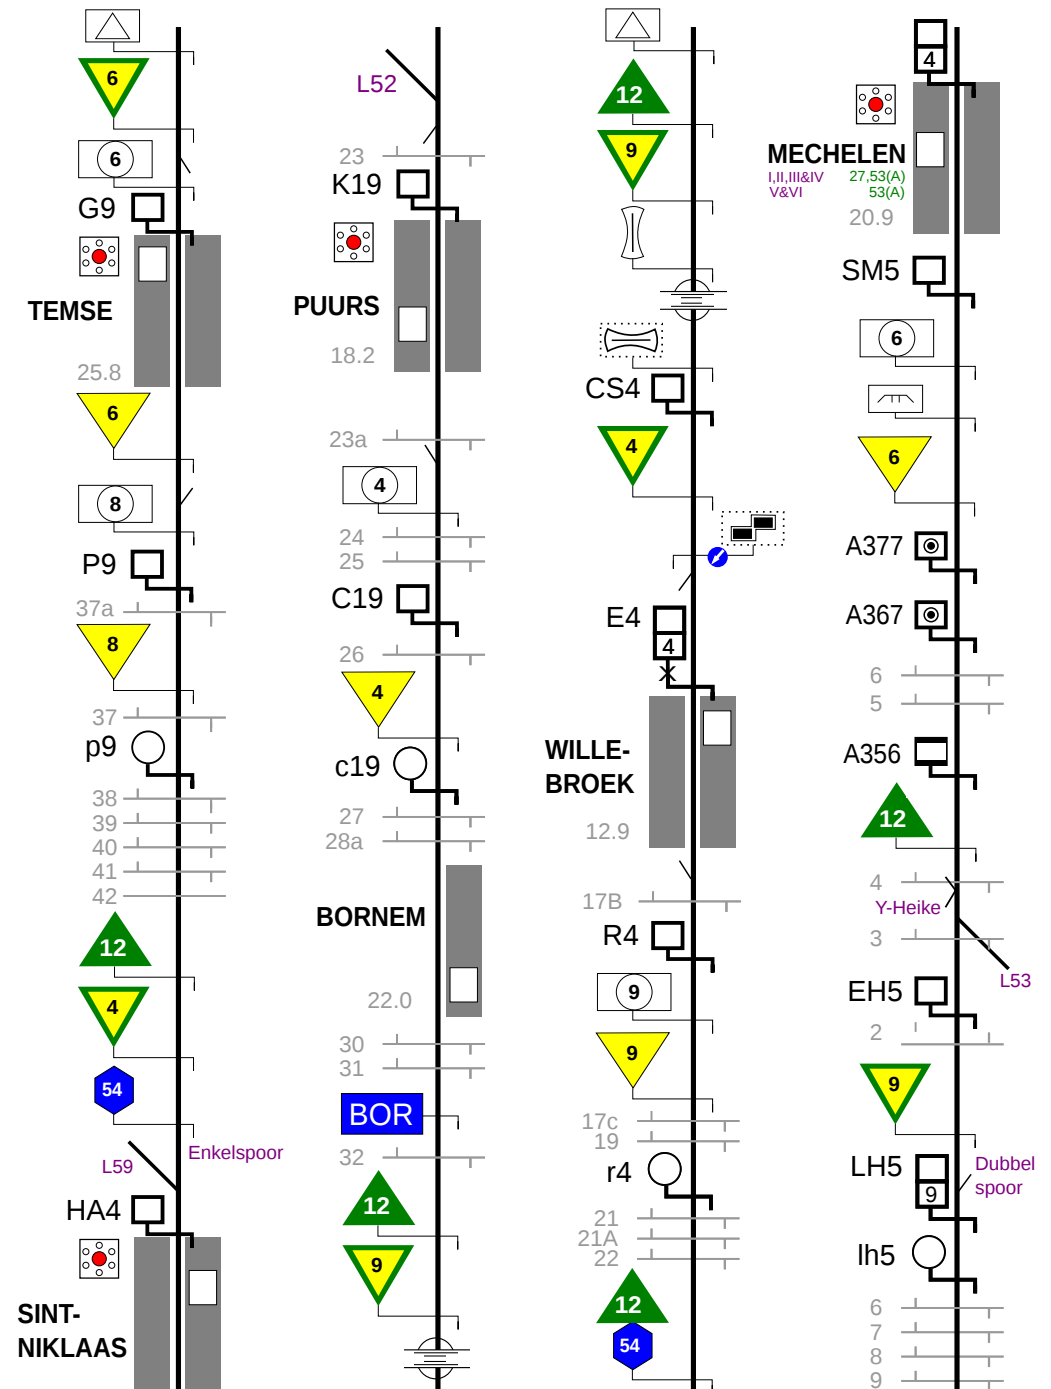 6
6
G9
TEMSE
25.8
6
8
P9
37a
8
37
p9
38
39
40
41
42
12
4
54
Enkelspoor
L59
HA4
SINT-
NIKLAAS
L52
23
K19
PUURS
18.2
23a
4
24
25
C19
26
4
c19
27
28a
BORNEM
22.0
30
31
BOR
32
12
9
12
9
CS4
4
E4
4
X
WILLE-
BROEK
12.9
17B
R4
9
9
17c
19
r4
21
21A
22
12
54
4
MECHELEN
I,II,III&IV 27,53(A)
V&VI 53(A)
20.9
SM5
6
6
A377
A367
6
5
A356
12
4
Y-Heike
3
L53
EH5
2
9
LH5
9
Dubbel
spoor
lh5
6
7
8
9